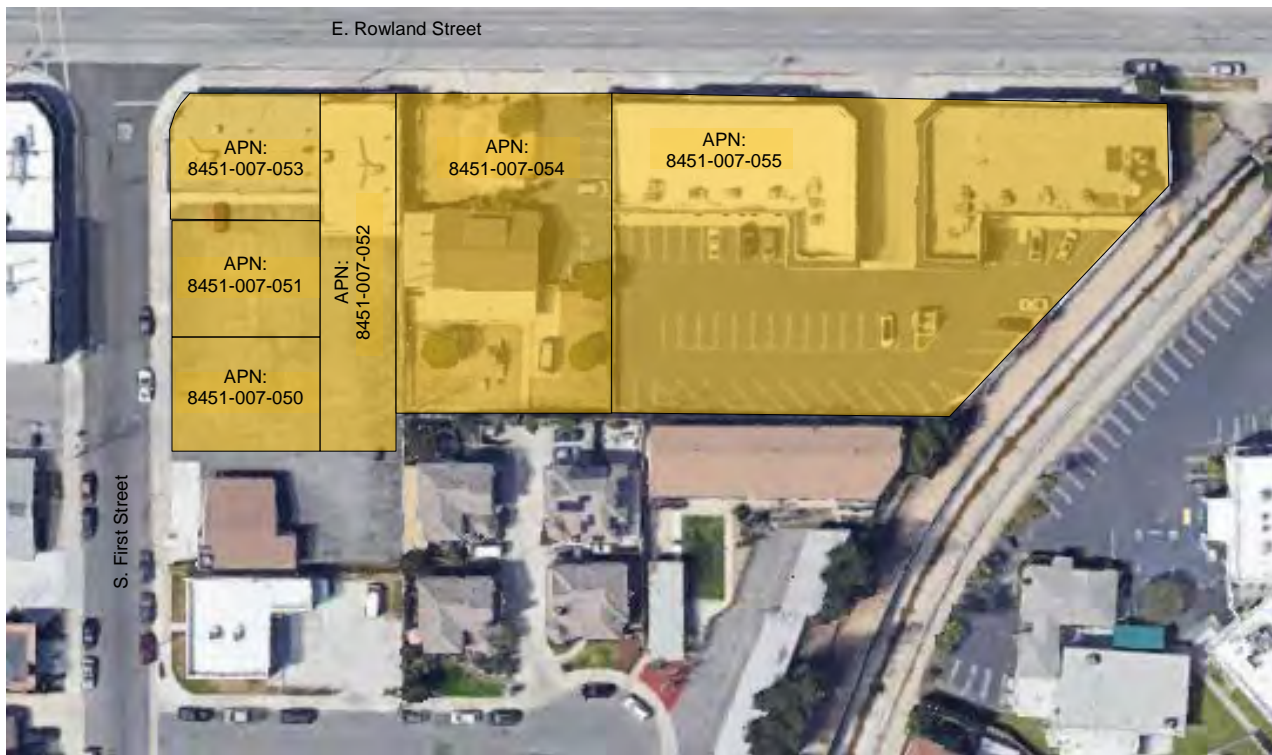 E. Rowland Street
APN:
8451-007-053
APN:
8451-007-054
APN:
8451-007-055
APN:
8451-007-052
APN:
8451-007-051
APN:
8451-007-050
S. First Street